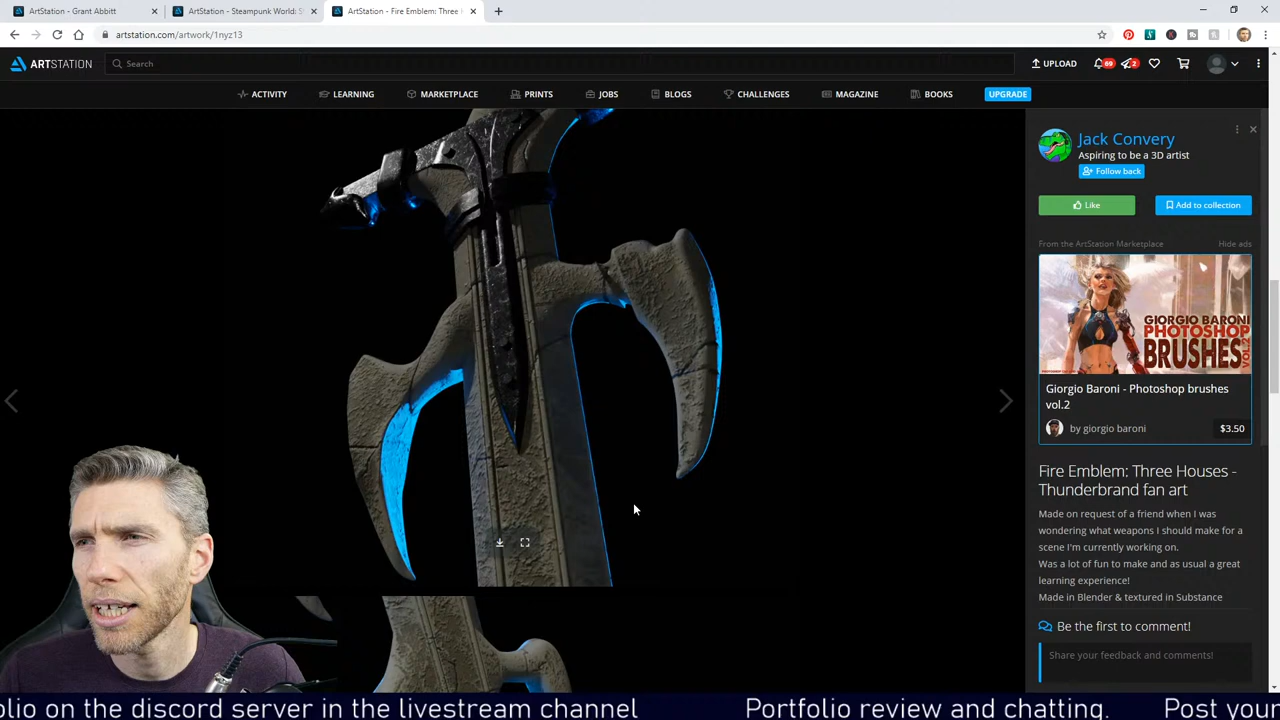 ArtStation - Grant Abbitt
ArtStation - Steampunk World: S
ArtStation - Fire Emblem: Three
artstation.com/artwork/1nyz13
ARTSTATION
Search
UPLOAD
69
2
ACTIVITY
LEARNING
MARKETPLACE
PRINTS
JOBS
BLOGS
CHALLENGES
MAGAZINE
BOOKS
UPGRADE
Jack Convery
Aspiring to be a 3D artist
Follow back
Like
Add to collection
From the ArtStation Marketplace
Hide ads
GIORGIO BARONI
PHOTOSHOP
BRUSHES
VOL.2
Giorgio Baroni - Photoshop brushes
vol.2
by giorgio baroni
$3.50
Fire Emblem: Three Houses -
Thunderbrand fan art
Made on request of a friend when I was
wondering what weapons I should make for a
scene I'm currently working on.
Was a lot of fun to make and as usual a great
learning experience!
Made in Blender & textured in Substance
Be the first to comment!
Share your feedback and comments!
olio on the discord server in the livestream channel
Portfolio review and chatting.
Post your